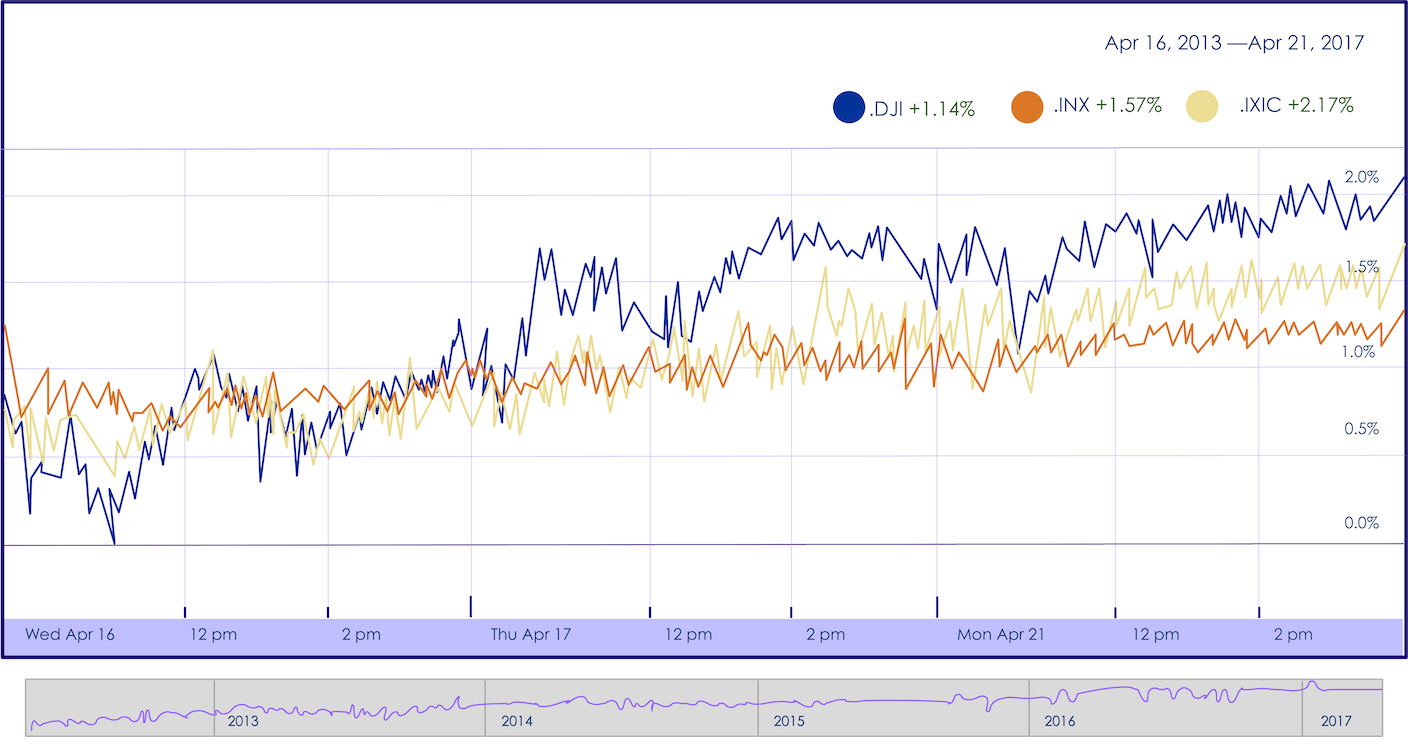 Apr 16, 2013 —Apr 21, 2017
.DJI +1.14% .INX +1.57% .IXIC +2.17%
2.0%
1.5%
1.0%
0.5%
0.0%
Wed Apr 16 12 pm 2 pm Thu Apr 17 12 pm 2 pm Mon Apr 21 12 pm 2 pm
2013 2014 2015 2016 2017